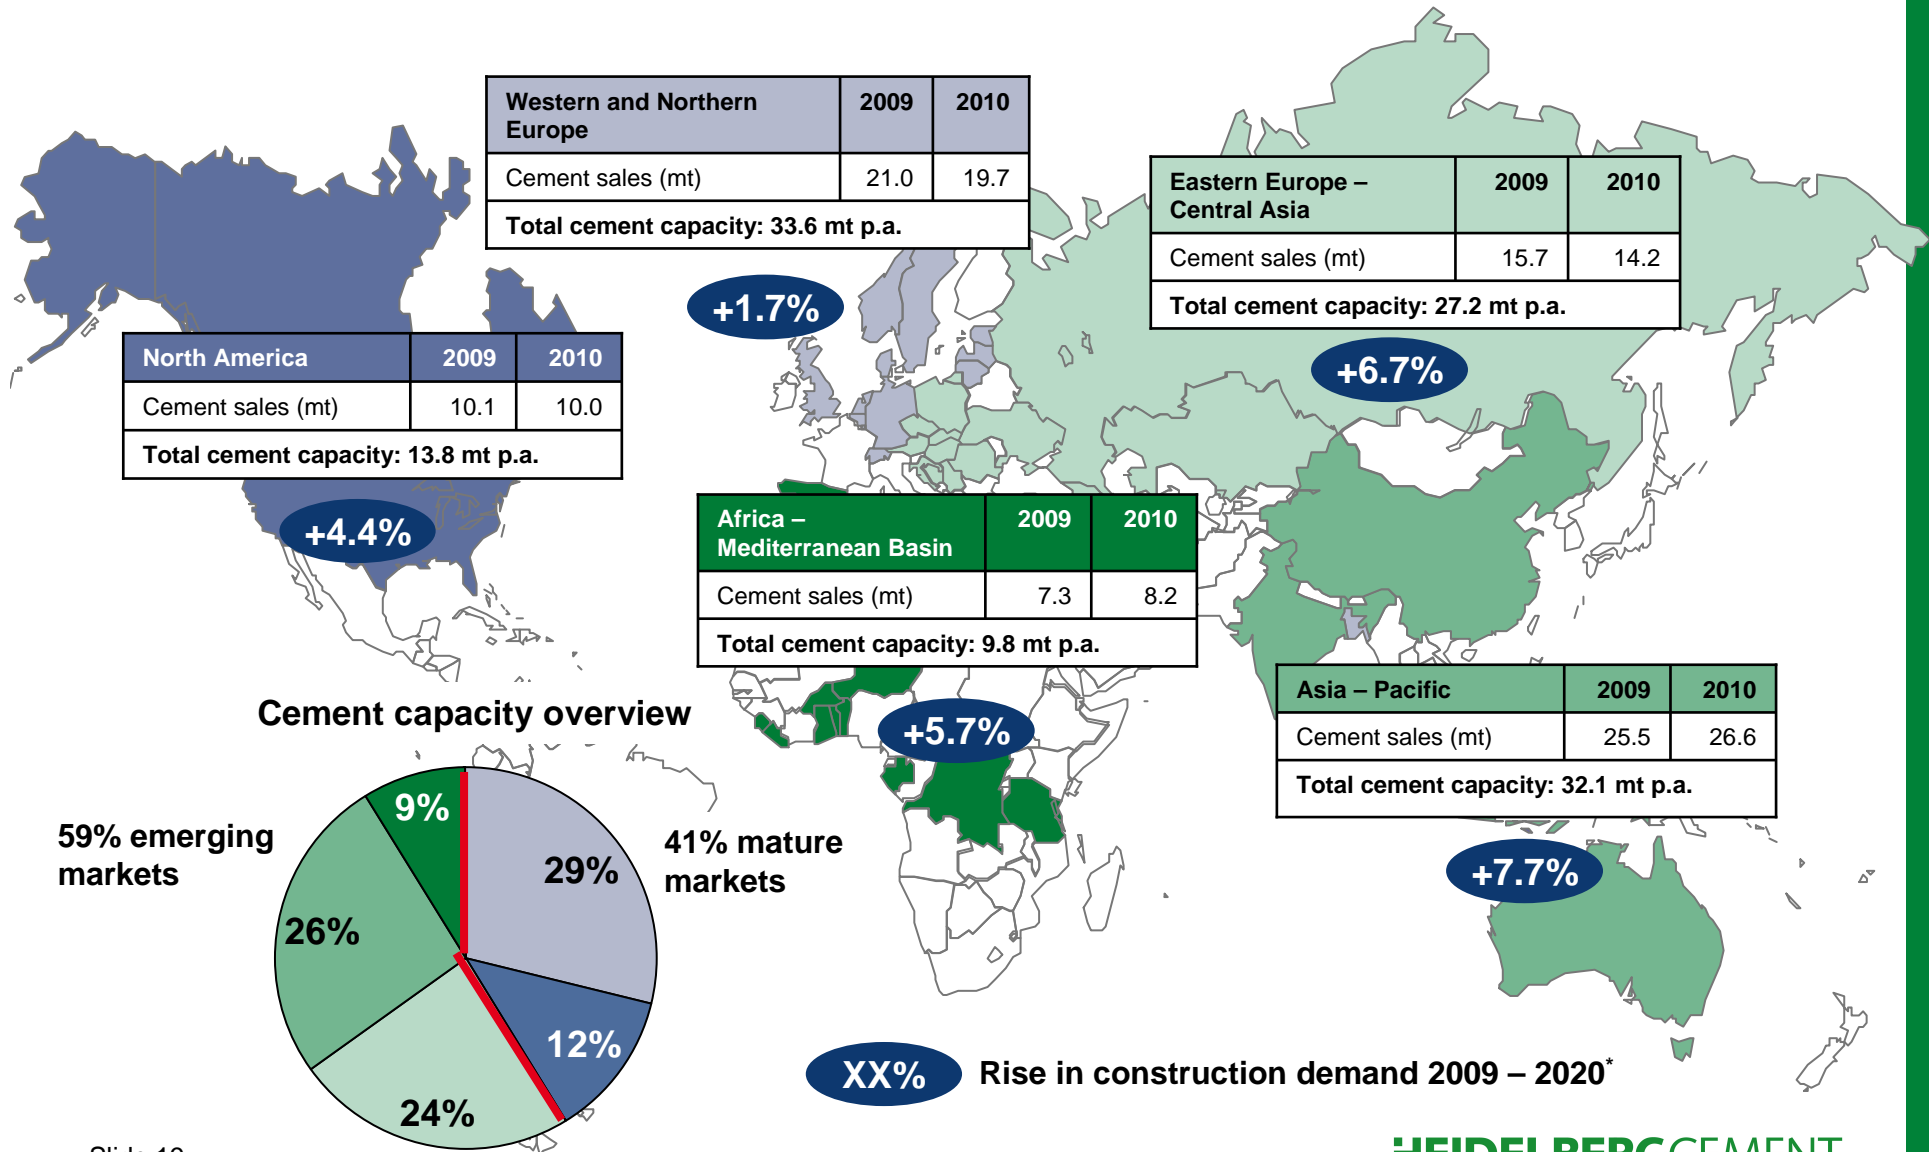 Western and Northern
Europe
2009 2010
Cement sales (mt) 21.0 19.7
Total cement capacity: 33.6 mt p.a.
Eastern Europe –
Central Asia
2009 2010
Cement sales (mt) 15.7 14.2
Total cement capacity: 27.2 mt p.a.
+1.7%
+6.7%
North America 2009 2010
Cement sales (mt) 10.1 10.0
Total cement capacity: 13.8 mt p.a.
+4.4%
Africa –
Mediterranean Basin
2009 2010
Cement sales (mt) 7.3 8.2
Total cement capacity: 9.8 mt p.a.
+5.7%
Asia – Pacific 2009 2010
Cement sales (mt) 25.5 26.6
Total cement capacity: 32.1 mt p.a.
+7.7%
Cement capacity overview
59% emerging
markets
41% mature
markets
9%
29%
26%
12%
24%
XX% Rise in construction demand 2009 – 2020*
HEIDELBERGCEMENT